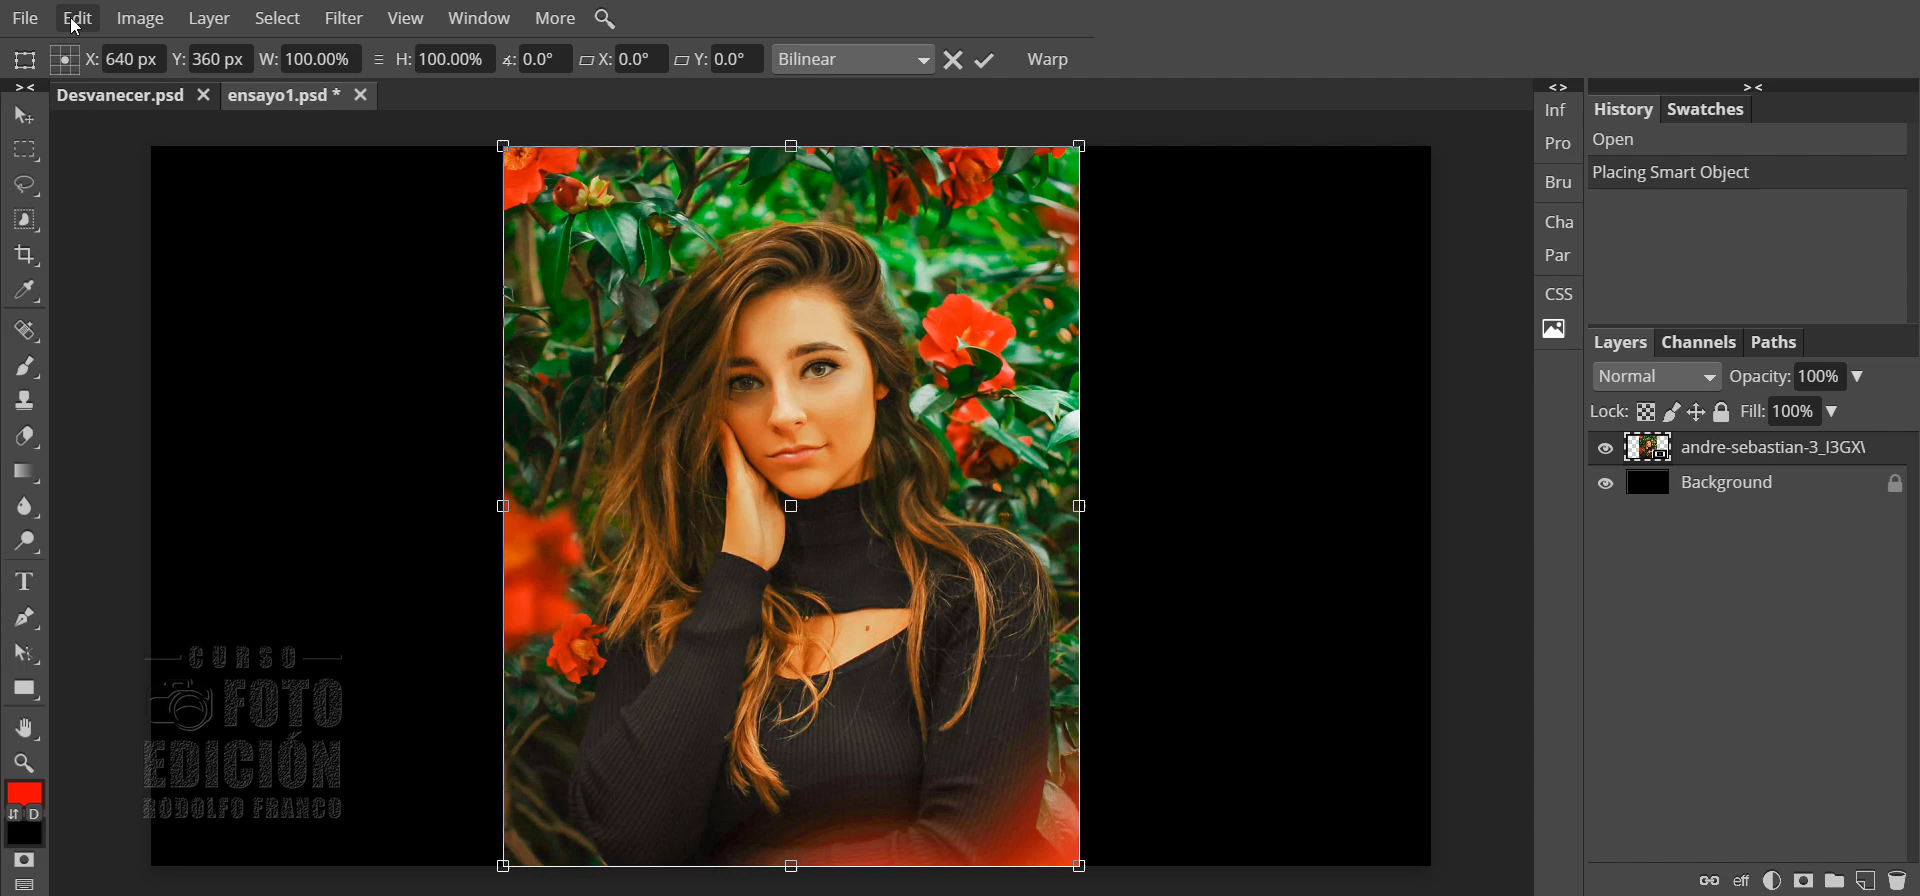 File Edit Image Layer Select Filter View Window More
X: 640 px Y: 360 px W: 100.00% H: 100.00% 0.0° X: 0.0° Y: 0.0° Bilinear Warp
> < Desvanecer.psd ensayo1.psd * < > > <
Inf
Pro
Bru
Cha
Par
CSS
History Swatches
Open
Placing Smart Object
Layers Channels Paths
Normal Opacity: 100%
Lock: Fill: 100%
andre-sebastian-3_I3GX\
Background
T
D
CURSO
FOTO
EDICIÓN
RODOLFO FRANCO
eff